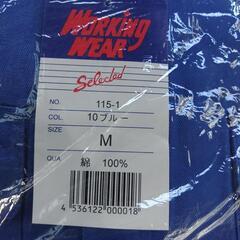 WORKING
WEAR
Selected
NO. 115-1
COL. 10ブルー
SIZE M
QUA 綿 100%
4 536122 000018